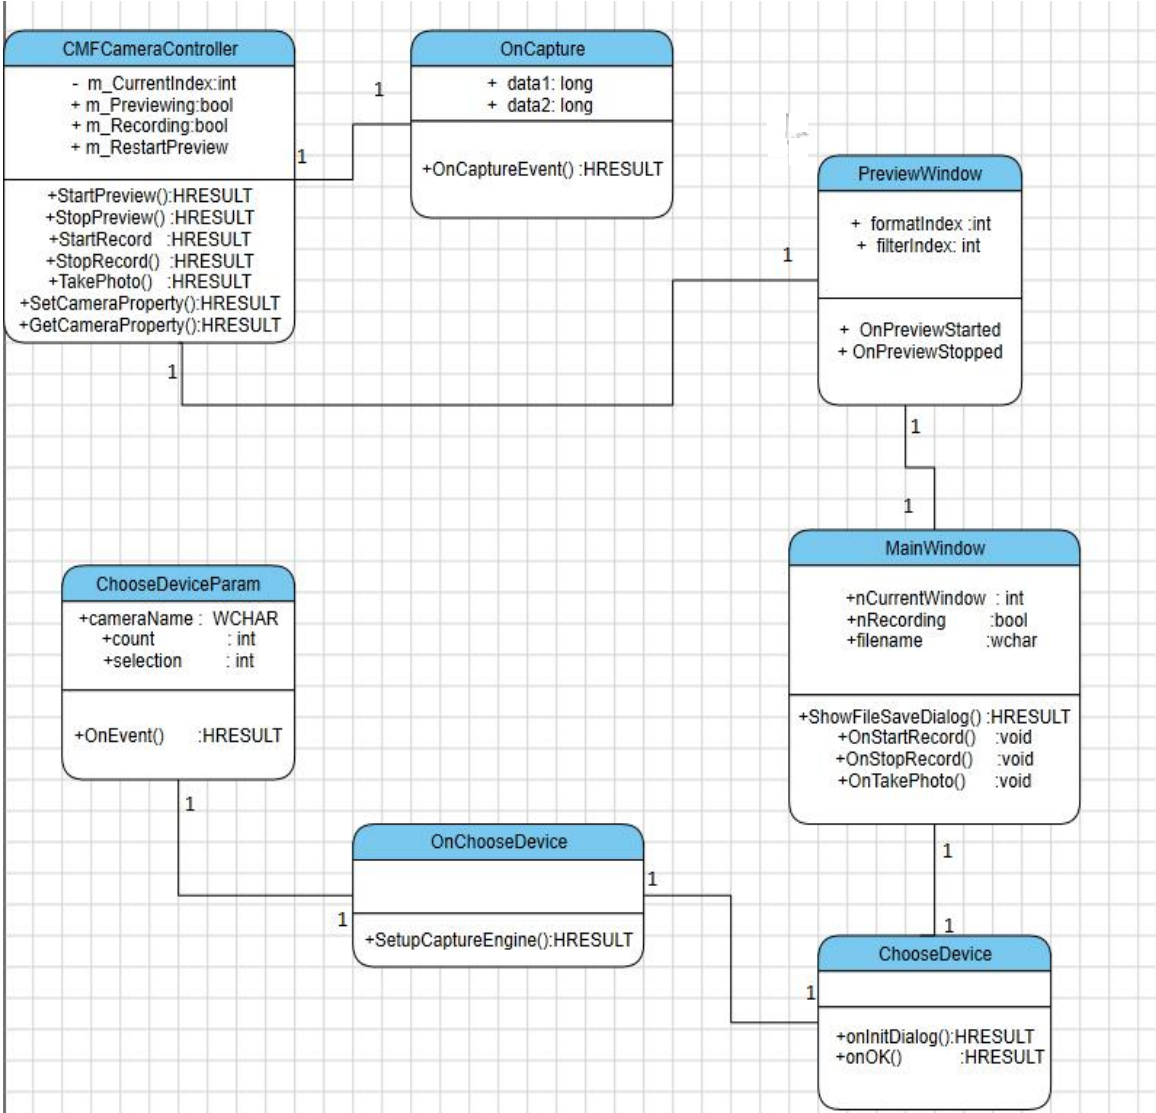 CMFCameraController
- m_CurrentIndex:int
+ m_Previewing:bool
+ m_Recording:bool
+ m_RestartPreview
+StartPreview():HRESULT
+StopPreview() :HRESULT
+StartRecord :HRESULT
+StopRecord() :HRESULT
+TakePhoto() :HRESULT
+SetCameraProperty():HRESULT
+GetCameraProperty():HRESULT
1
1
OnCapture
+ data1: long
+ data2: long
+OnCaptureEvent() :HRESULT
1
1
PreviewWindow
+ formatIndex :int
+ filterIndex: int
+ OnPreviewStarted
+ OnPreviewStopped
1
1
MainWindow
+nCurrentWindow : int
+nRecording :bool
+filename :wchar
+ShowFileSaveDialog() :HRESULT
+OnStartRecord() :void
+OnStopRecord() :void
+OnTakePhoto() :void
1
1
ChooseDeviceParam
+cameraName : WCHAR
+count : int
+selection : int
+OnEvent() :HRESULT
1
1
OnChooseDevice
+SetupCaptureEngine():HRESULT
1
1
ChooseDevice
+onInitDialog():HRESULT
+onOK() :HRESULT